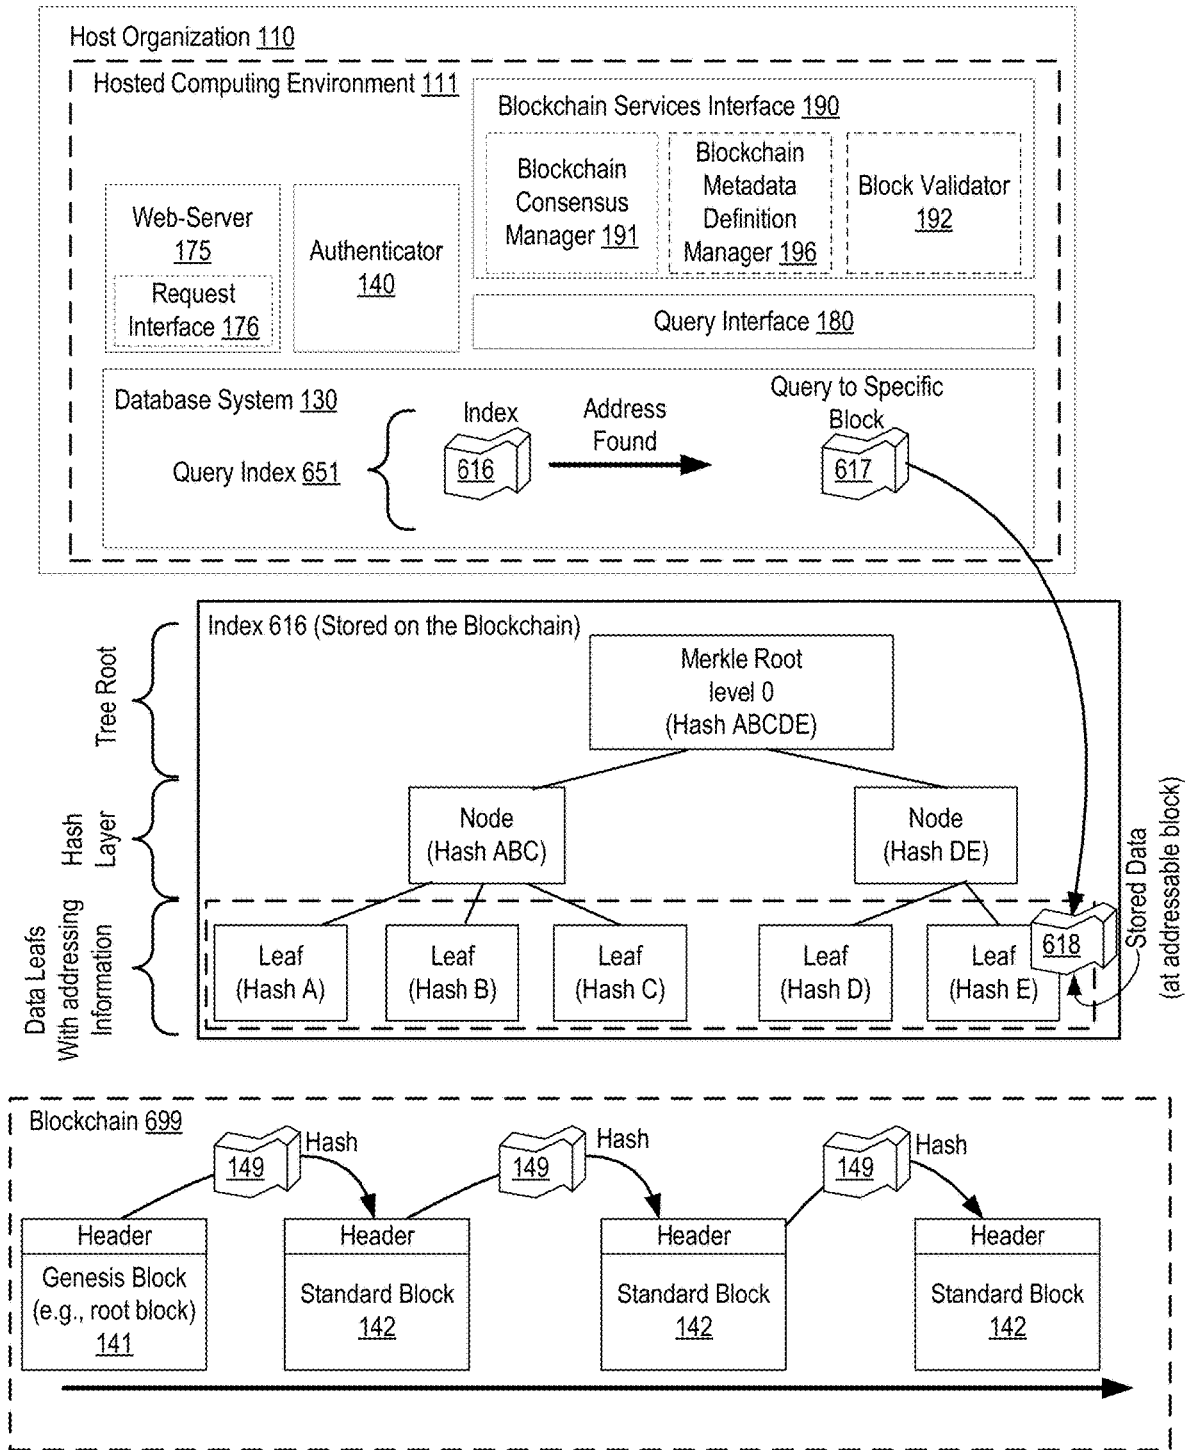 Host Organization 110
Hosted Computing Environment 111
Blockchain Services Interface 190
Blockchain
Consensus
Manager 191
Blockchain
Metadata
Definition
Manager 196
Block Validator
192
Web-Server
175
Request
Interface 176
Authenticator
140
Query Interface 180
Database System 130
Query Index 651
Index
616
Address
Found
Query to Specific
Block
617
Index 616 (Stored on the Blockchain)
Tree Root
Merkle Root
level 0
(Hash ABCDE)
Hash
Layer
Node
(Hash ABC)
Node
(Hash DE)
Data Leafs
With addressing
Information
Leaf
(Hash A)
Leaf
(Hash B)
Leaf
(Hash C)
Leaf
(Hash D)
Leaf
(Hash E)
618
Stored Data
(at addressable block)
Blockchain 699
149
Hash
149
Hash
149
Hash
Header
Genesis Block
(e.g., root block)
141
Header
Standard Block
142
Header
Standard Block
142
Header
Standard Block
142